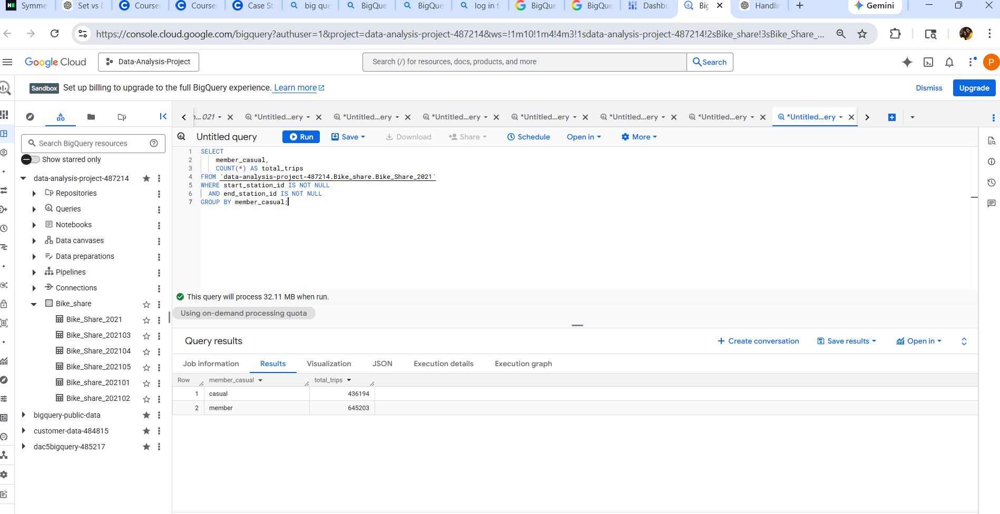 Symme
Set vs D
Courser
Courser
Case St
big que
BigQue
BigQue
log in to
BigQue
BigQue
Dashbo
Big
Handlin
Gemini
https://console.cloud.google.com/bigquery?authuser=1&project=data-analysis-project-487214&ws=!1m10!1m4!4m3!1sdata-analysis-project-487214!2sBike_share!3sBike_Share_...
Google Cloud
Data-Analysis-Project
Search (/) for resources, docs, products, and more
Search
P
Sandbox Set up billing to upgrade to the full BigQuery experience. Learn more
Dismiss
Upgrade
n... 021
*Untitled...ery
*Untitled...ery
*Untitled...ery
*Untitled...ery
*Untitled...ery
*Untitled...ery
*Untitled...ery
Search BigQuery resources
Show starred only
data-analysis-project-487214
Repositories
Queries
Notebooks
Data canvases
Data preparations
Pipelines
Connections
Bike_share
Bike_Share_2021
Bike_Share_202103
Bike_Share_202104
Bike_Share_202105
Bike_share_202101
Bike_share_202102
bigquery-public-data
customer-data-484815
dac5bigquery-485217
Untitled query
Run
Save
Download
Share
Schedule
Open in
More
1 SELECT
2 member_casual,
3 COUNT(*) AS total_trips
4 FROM `data-analysis-project-487214.Bike_share.Bike_Share_2021`
5 WHERE start_station_id IS NOT NULL
6 AND end_station_id IS NOT NULL
7 GROUP BY member_casual;
This query will process 32.11 MB when run.
Using on-demand processing quota
Query results
Create conversation
Save results
Open in
Job information
Results
Visualization
JSON
Execution details
Execution graph
Row member_casual total_trips
1 casual 436194
2 member 645203